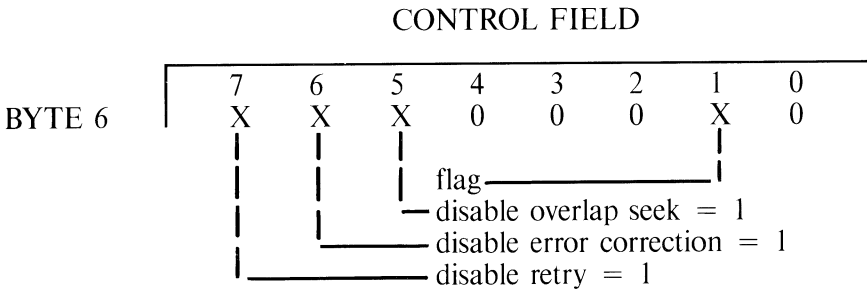 CONTROL FIELD
7 6 5 4 3 2 1 0
BYTE 6 X X X 0 0 0 X 0
flag
disable overlap seek = 1
disable error correction = 1
disable retry = 1